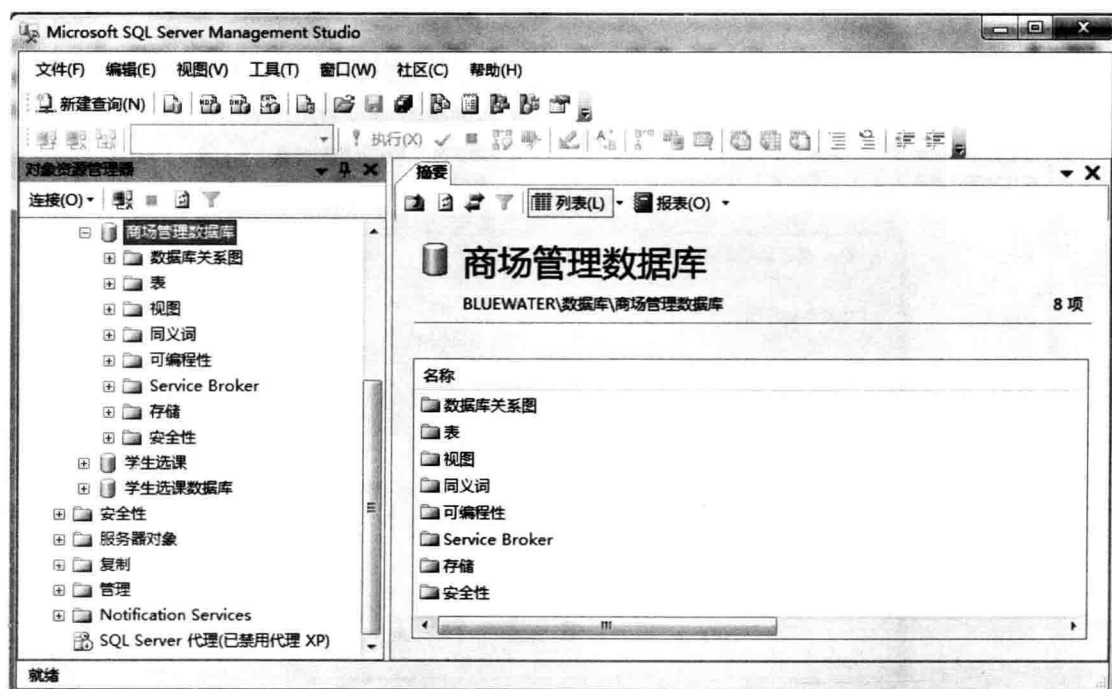 Microsoft SQL Server Management Studio
文件(F) 编辑(E) 视图(V) 工具(T) 窗口(W) 社区(C) 帮助(H)
新建查询(N)
执行(X)
对象资源管理器
连接(O)
商场管理数据库
数据库关系图
表
视图
同义词
可编程性
Service Broker
存储
安全性
学生选课
学生选课数据库
安全性
服务器对象
复制
管理
Notification Services
SQL Server 代理(已禁用代理 XP)
摘要
列表(L) 报表(O)
商场管理数据库
BLUEWATER\数据库\商场管理数据库 8 项
名称
数据库关系图
表
视图
同义词
可编程性
Service Broker
存储
安全性
就绪